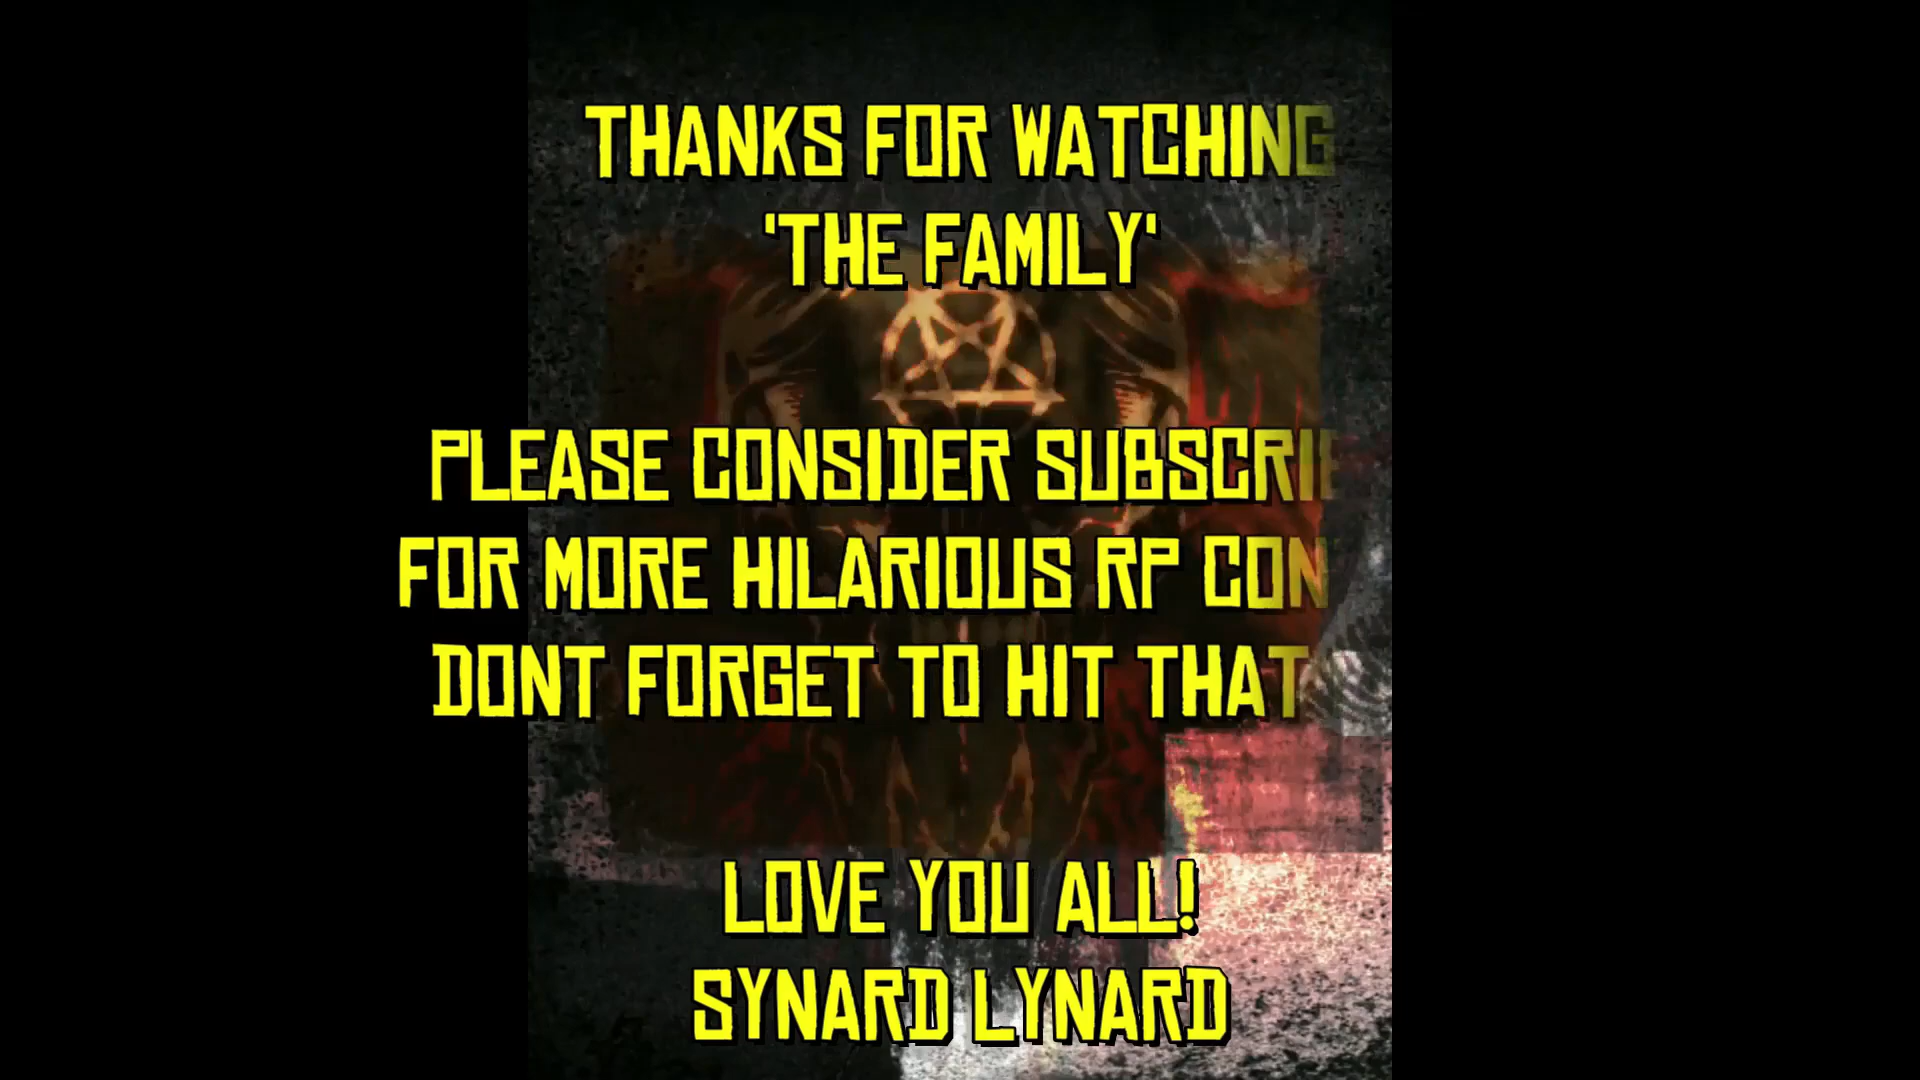 THANKS FOR WATCHING
'THE FAMILY'
PLEASE CONSIDER SUBSCRI
FOR MORE HILARIOUS RP CON
DONT FORGET TO HIT THAT
LOVE YOU ALL!
SYNARD LYNARD